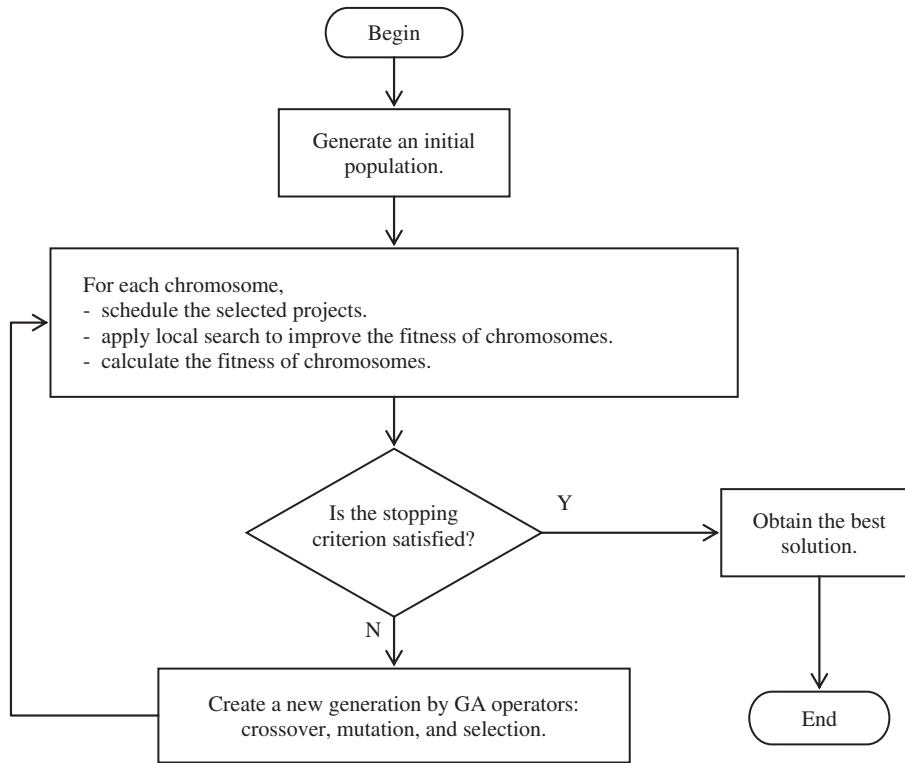 Begin
Generate an initial
population.
For each chromosome,
- schedule the selected projects.
- apply local search to improve the fitness of chromosomes.
- calculate the fitness of chromosomes.
Is the stopping
criterion satisfied?
Y
Obtain the best
solution.
N
Create a new generation by GA operators:
crossover, mutation, and selection.
End